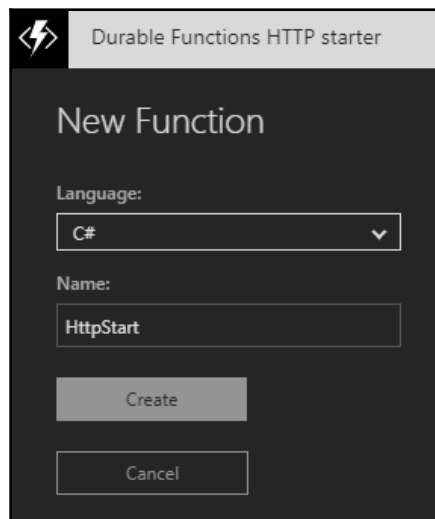 Durable Functions HTTP starter
New Function
Language:
C#
Name:
HttpStart
Create
Cancel